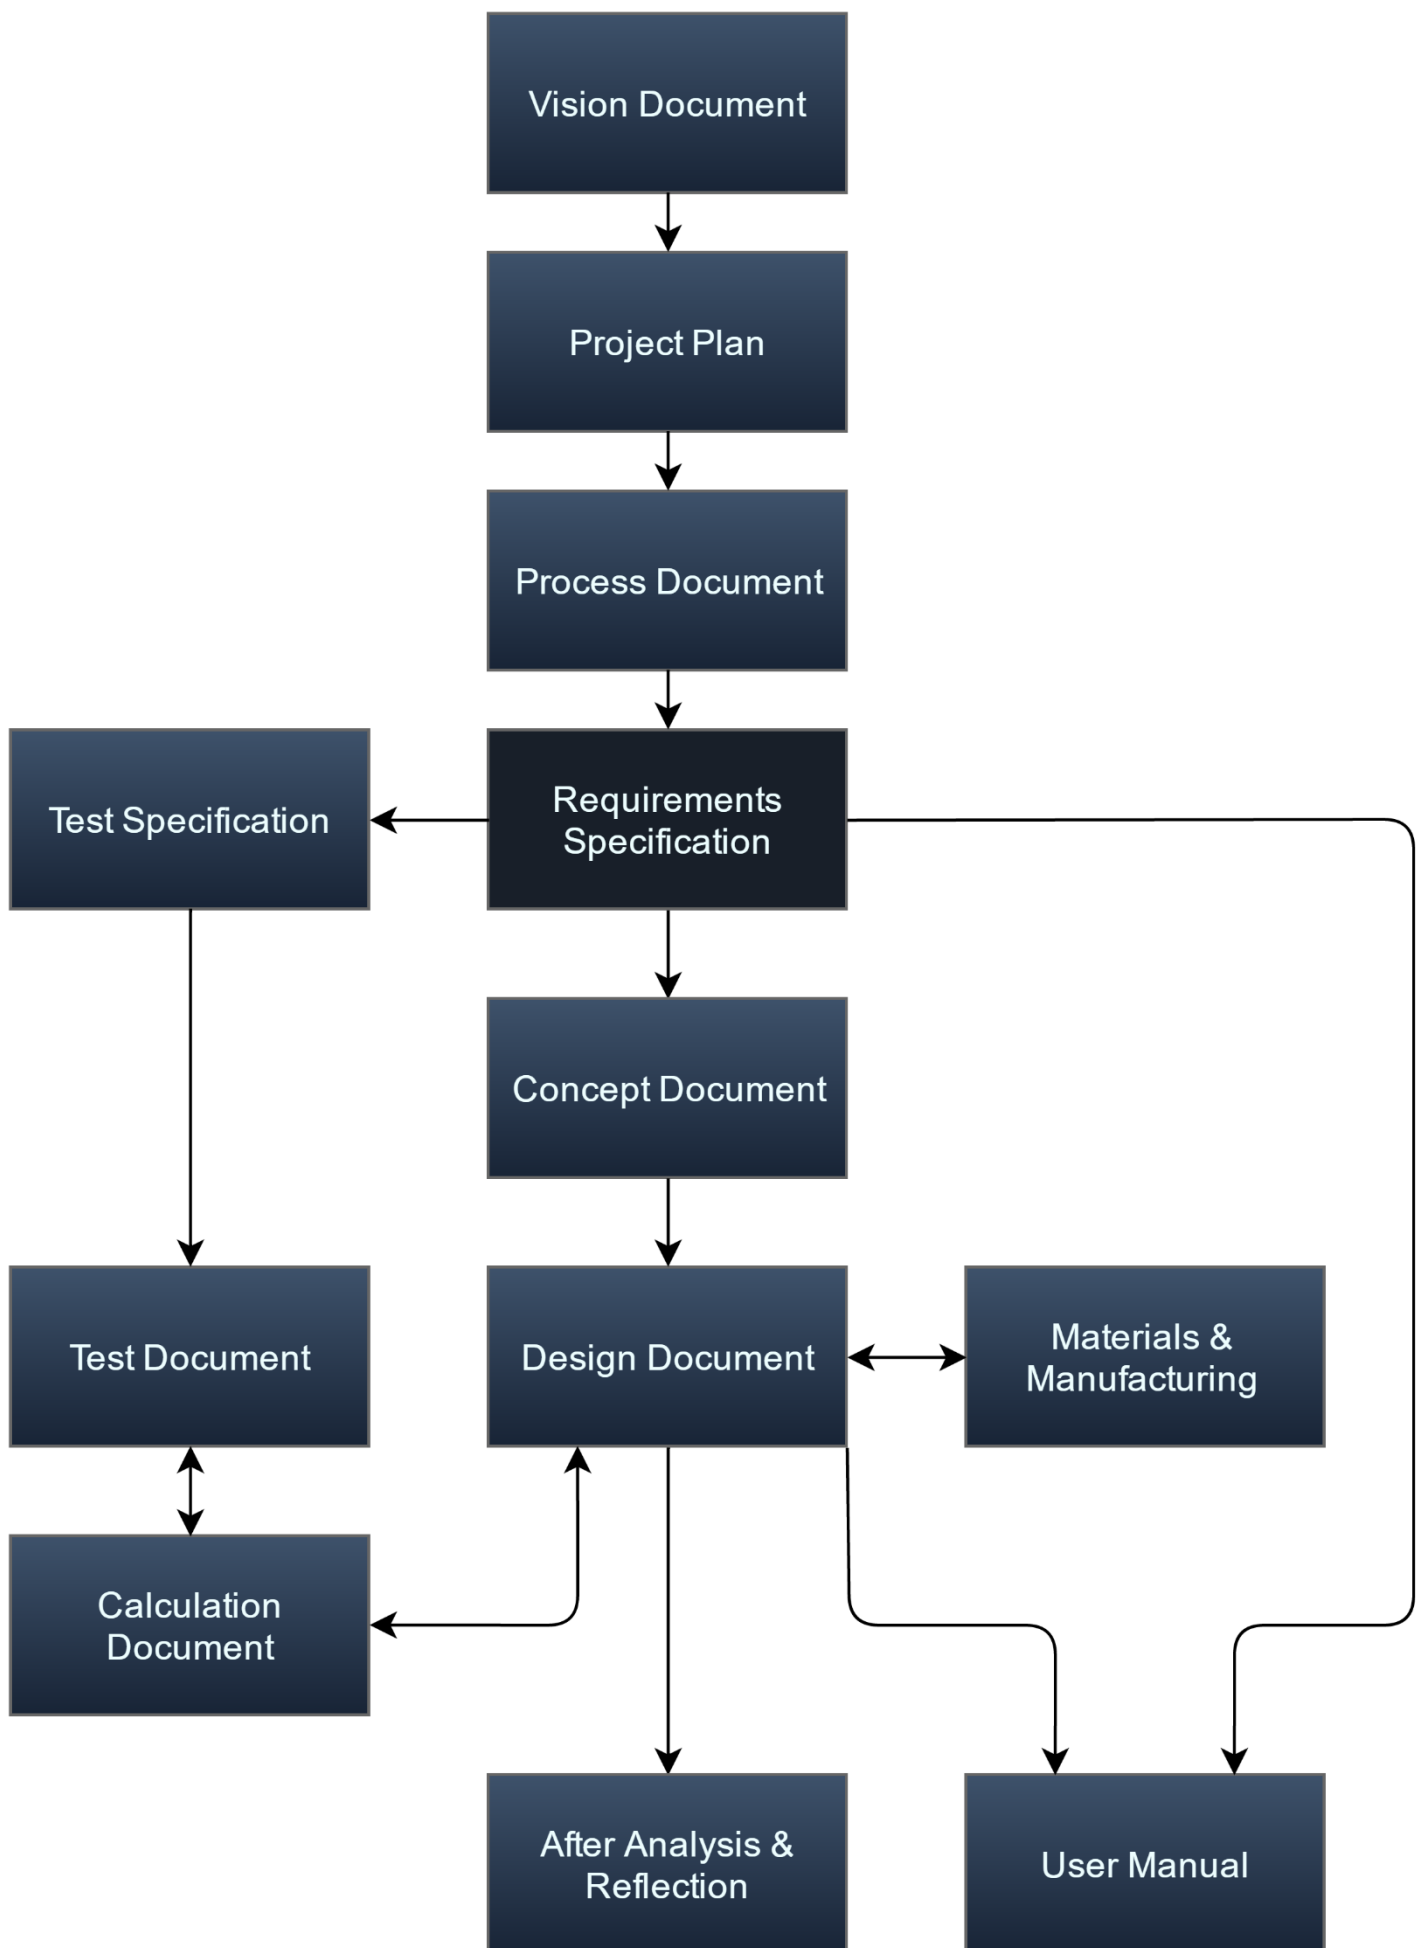 Vision Document
Project Plan
Process Document
Test Specification
Requirements
Specification
Concept Document
Test Document
Design Document
Materials &
Manufacturing
Calculation
Document
After Analysis &
Reflection
User Manual